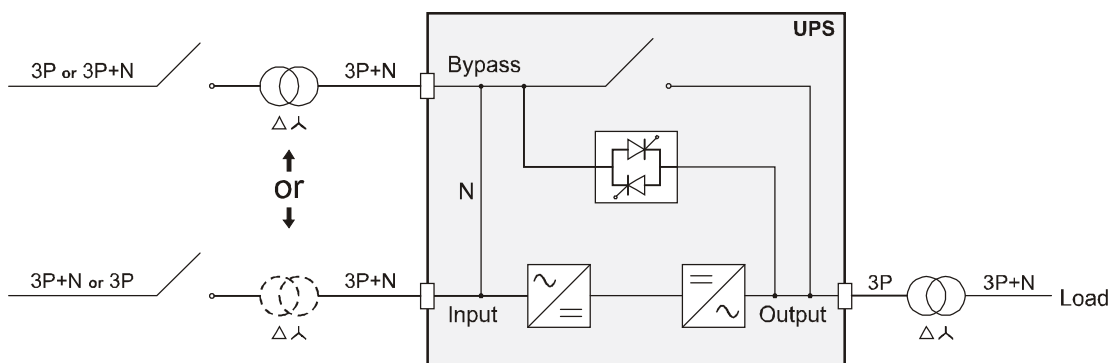 UPS
3P or 3P+N
3P+N
Bypass
or
N
3P+N or 3P
3P+N
Input
Output
3P
3P+N
Load